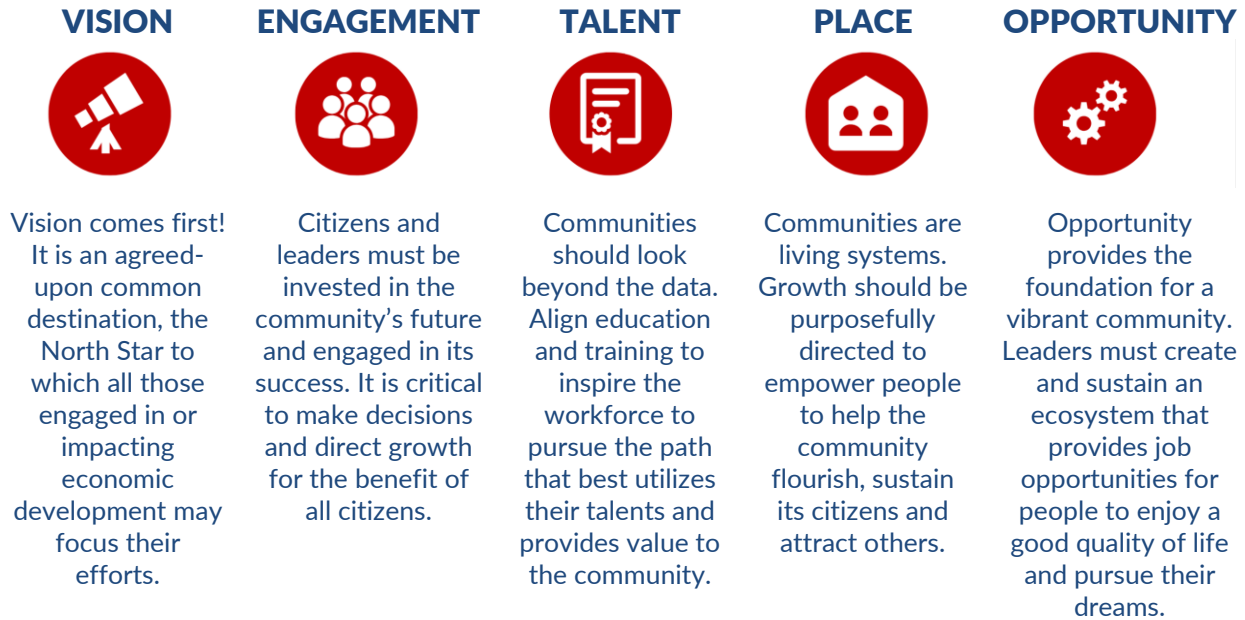 VISION
Vision comes first!
It is an agreed-
upon common
destination, the
North Star to
which all those
engaged in or
impacting
economic
development may
focus their
efforts.
ENGAGEMENT
Citizens and
leaders must be
invested in the
community’s future
and engaged in its
success. It is critical
to make decisions
and direct growth
for the benefit of
all citizens.
TALENT
Communities
should look
beyond the data.
Align education
and training to
inspire the
workforce to
pursue the path
that best utilizes
their talents and
provides value to
the community.
PLACE
Communities are
living systems.
Growth should be
purposefully
directed to
empower people
to help the
community
flourish, sustain
its citizens and
attract others.
OPPORTUNITY
Opportunity
provides the
foundation for a
vibrant community.
Leaders must create
and sustain an
ecosystem that
provides job
opportunities for
people to enjoy a
good quality of life
and pursue their
dreams.